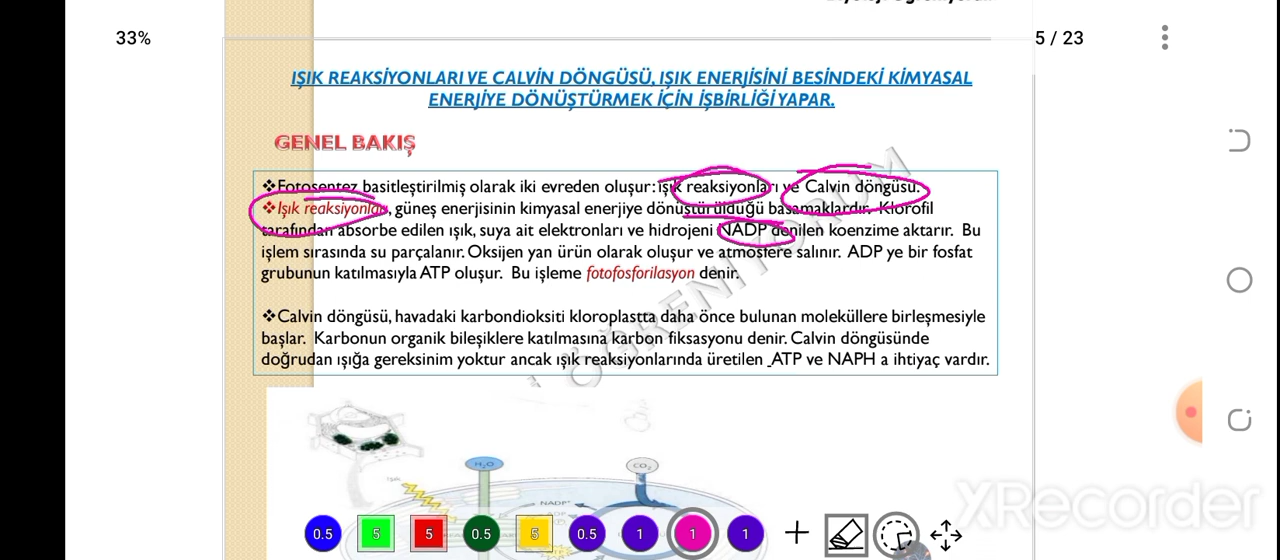 33%
5 / 23
IŞIK REAKSİYONLARI VE CALVİN DÖNGÜSÜ, IŞIK ENERJİSİNİ BESİNDEKİ KİMYASAL
ENERJİYE DÖNÜŞTÜRMEK İÇİN İŞBİRLİĞİ YAPAR.
GENEL BAKIŞ
❖Fotosentez basitleştirilmiş olarak iki evreden oluşur: ışık reaksiyonları ve Calvin döngüsü.
❖Işık reaksiyonları, güneş enerjisinin kimyasal enerjiye dönüştürüldüğü basamaklardır. Klorofil
tarafından absorbe edilen ışık, suya ait elektronları ve hidrojeni NADP denilen koenzime aktarır. Bu
işlem sırasında su parçalanır. Oksijen yan ürün olarak oluşur ve atmosfere salınır. ADP ye bir fosfat
grubunun katılmasıyla ATP oluşur. Bu işleme fotofosforilasyon denir.
❖Calvin döngüsü, havadaki karbondioksiti kloroplastta daha önce bulunan moleküllere birleşmesiyle
başlar. Karbonun organik bileşiklere katılmasına karbon fiksasyonu denir. Calvin döngüsünde
doğrudan ışığa gereksinim yoktur ancak ışık reaksiyonlarında üretilen ATP ve NAPH a ihtiyaç vardır.
ÖĞRENİYORUM
H₂O
CO₂
NADP⁺
0.5 5 5 0.5 5 0.5 1 1 1
XRecorder